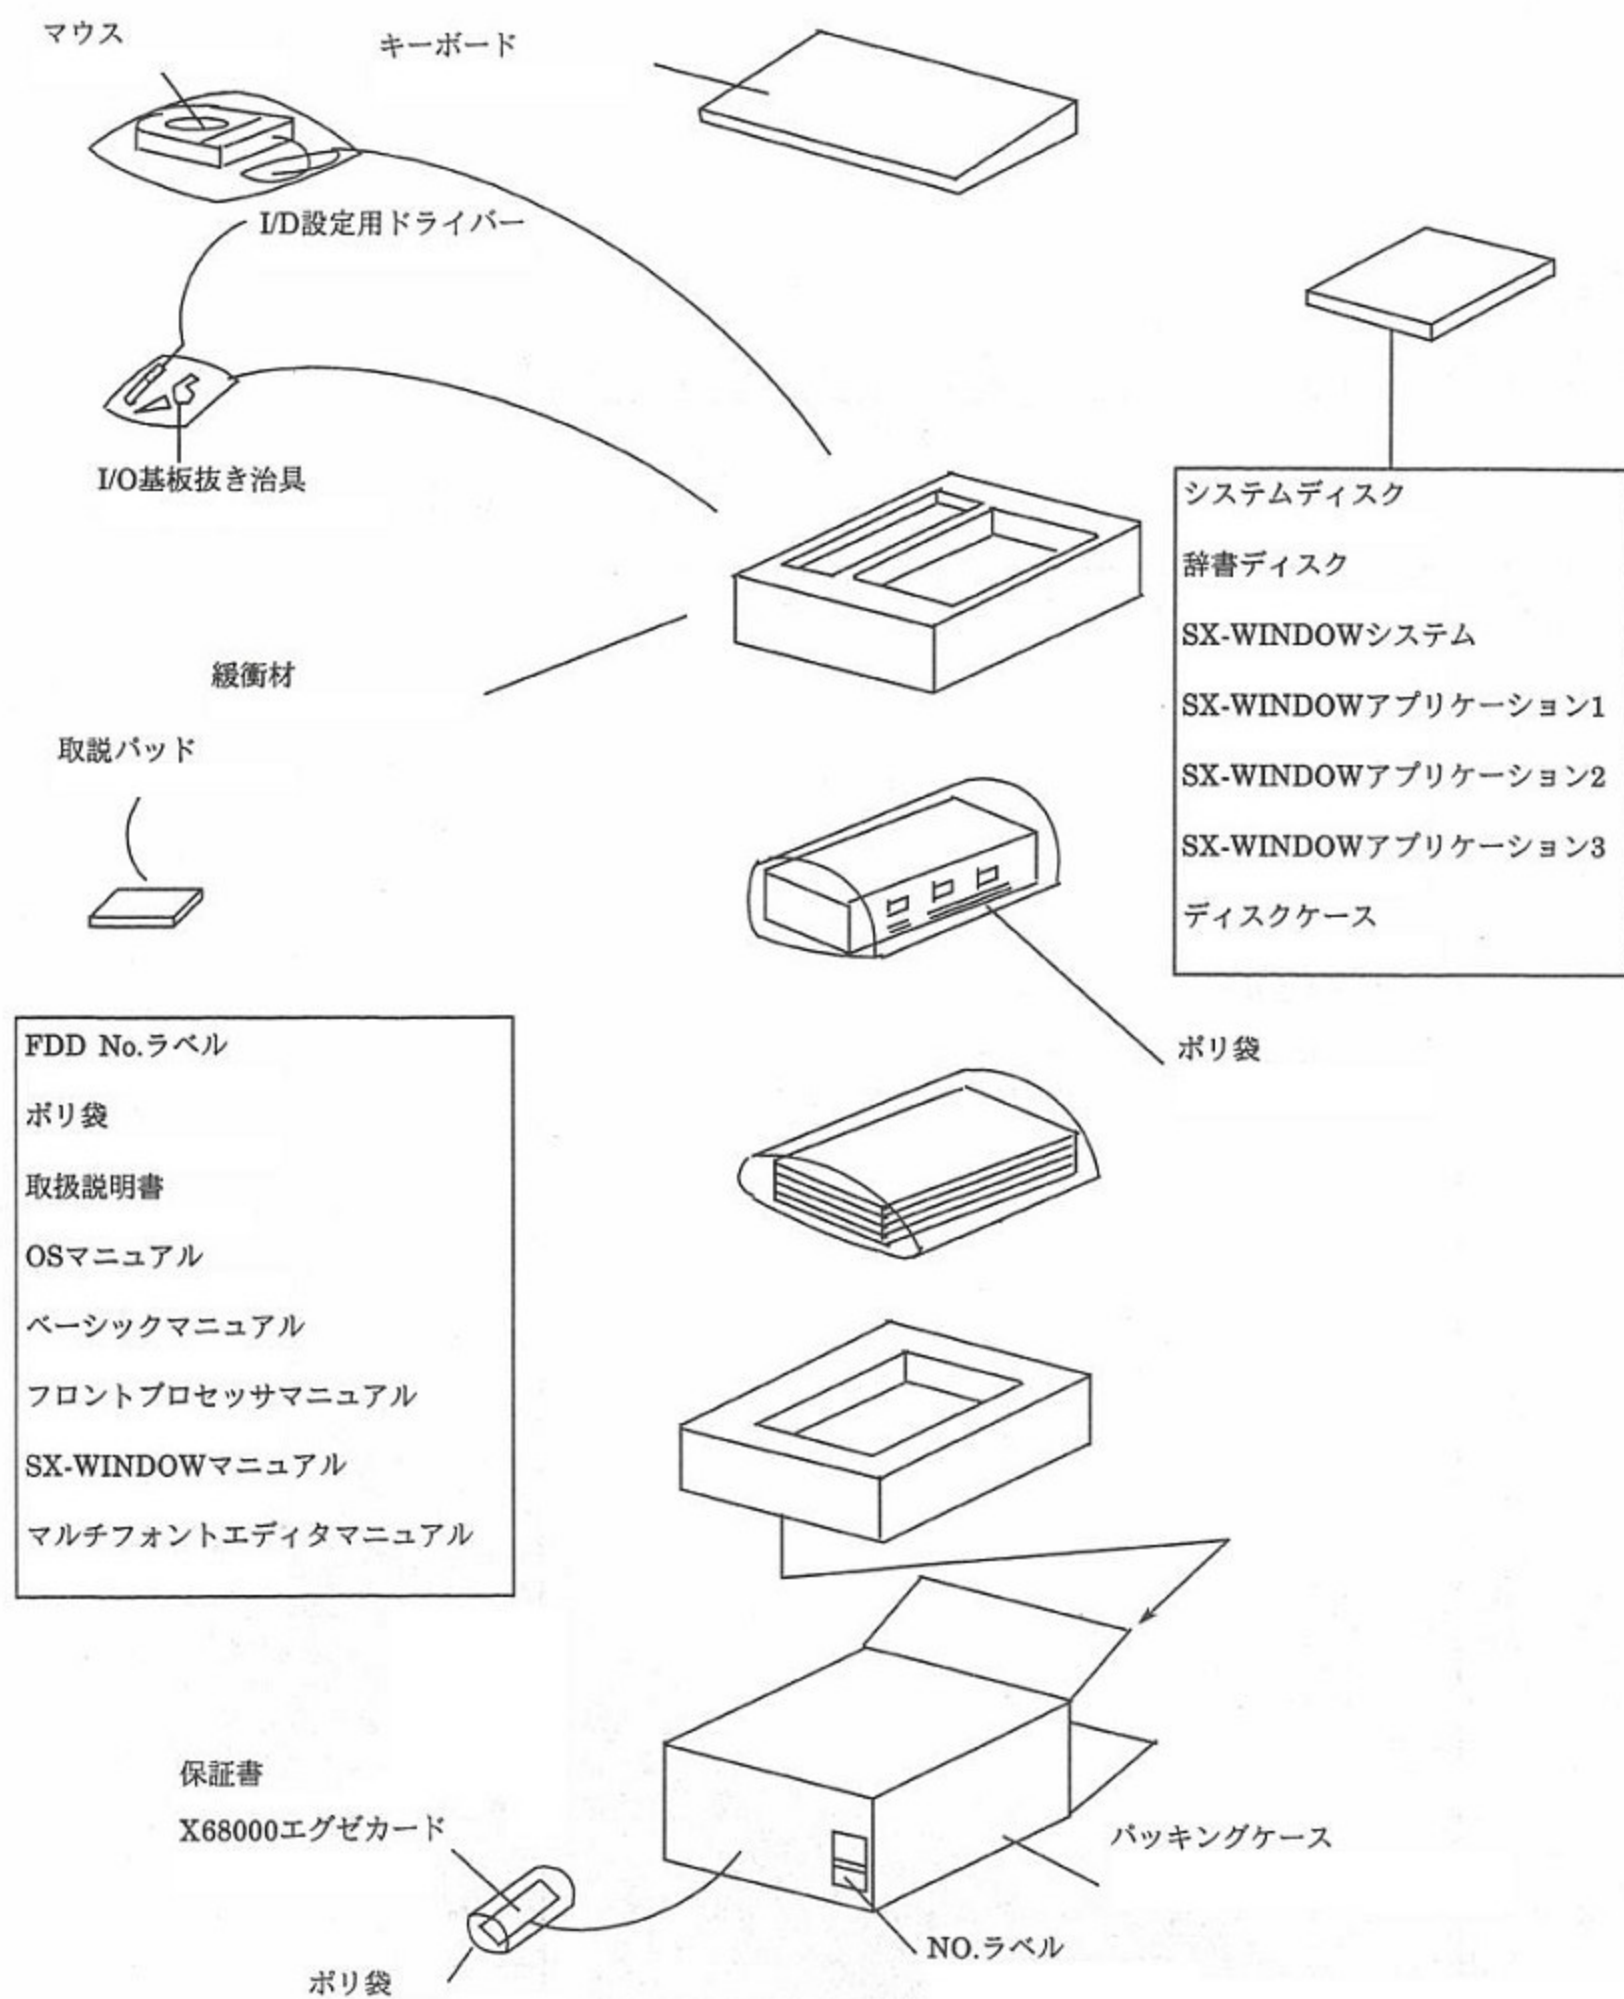 マウス
キーボード
I/D設定用ドライバー
I/O基板抜き治具
システムディスク
辞書ディスク
SX-WINDOWシステム
SX-WINDOWアプリケーション1
SX-WINDOWアプリケーション2
SX-WINDOWアプリケーション3
ディスクケース
緩衝材
取説パッド
ポリ袋
FDD No.ラベル
ポリ袋
取扱説明書
OSマニュアル
ベーシックマニュアル
フロントプロセッサマニュアル
SX-WINDOWマニュアル
マルチフォントエディタマニュアル
保証書
X68000エグゼカード
パッキングケース
NO.ラベル
ポリ袋